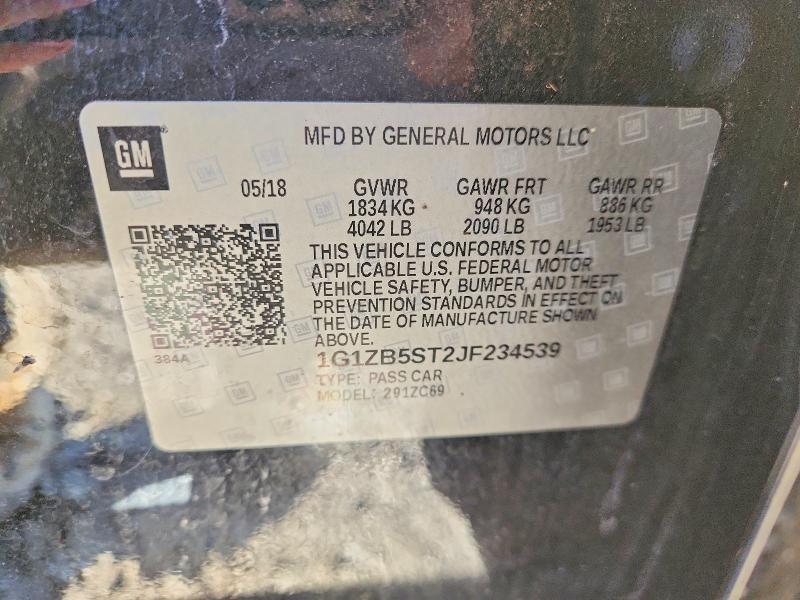 GM
MFD BY GENERAL MOTORS LLC
05/18 GVWR GAWR FRT GAWR RR
1834 KG 948 KG 886 KG
4042 LB 2090 LB 1953 LB
THIS VEHICLE CONFORMS TO ALL
APPLICABLE U.S. FEDERAL MOTOR
VEHICLE SAFETY, BUMPER, AND THEFT
PREVENTION STANDARDS IN EFFECT ON
THE DATE OF MANUFACTURE SHOWN
ABOVE.
384A
1G1ZB5ST2JF234539
TYPE: PASS CAR
MODEL: 291ZC69